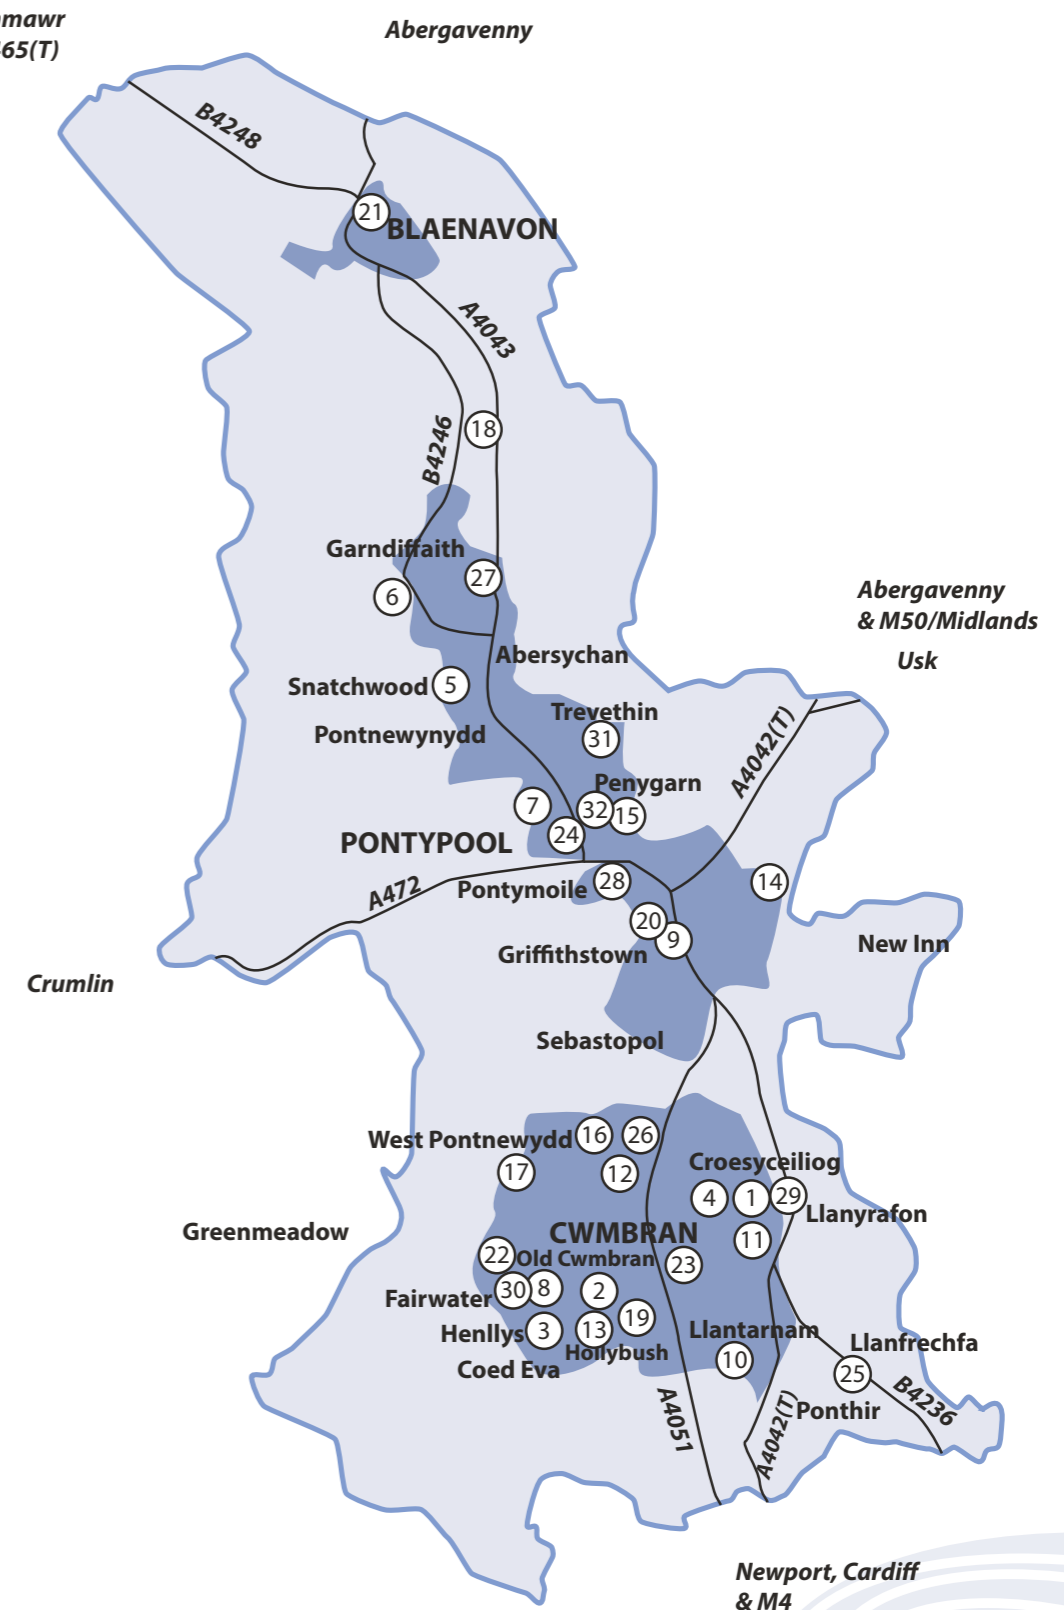 Abergavenny
65(T)
B4248
21
BLAENAVON
A4043
18
B4246
Garndiffaith
27
6
Abergavenny
& M50/Midlands
Usk
Abersychan
Snatchwood 5
Trevethin
31
Pontnewynydd
A4042(T)
Penygarn
7
32
15
24
PONTYPOOL
A472
Pontymoile 28
14
20
9
New Inn
Griffithstown
Crumlin
Sebastopol
West Pontnewydd 16 26
17
12
Croesyceiliog
4 1 29
Llanyrafon
Greenmeadow
CWMBRAN
11
22 Old Cwmbran
23
Fairwater 30 8
2
19
Henllys 3 13
Hollybush
Coed Eva
Llantarnam
10
Llanfrechfa
25
B4236
Ponthir
A4051
A4042(T)
Newport, Cardiff
& M4